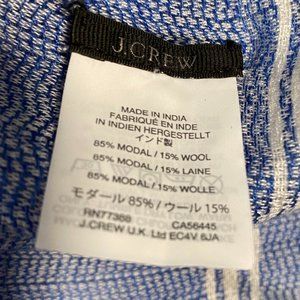 J.CREW
MADE IN INDIA
FABRIQUÉ EN INDE
IN INDIEN HERGESTELLT
インド製
85% MODAL / 15% WOOL
85% MODAL / 15% LAINE
85% MODAL / 15% WOLLE
モダール 85% / ウール 15%
RN77388 CA56445
J.CREW U.K. Ltd EC4V 6JA